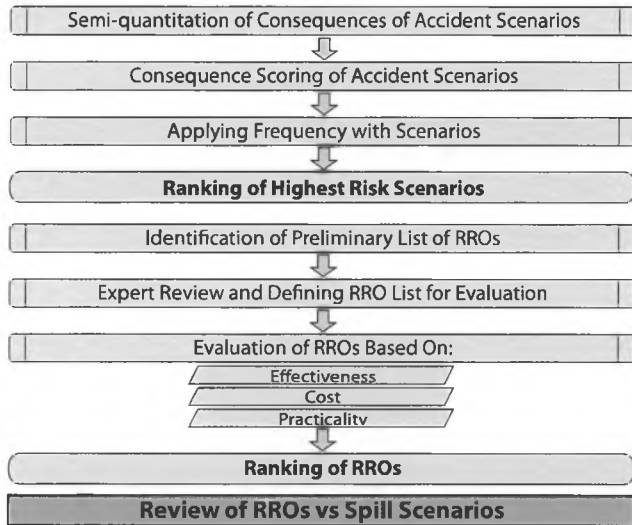 Semi-quantitation of Consequences of Accident Scenarios
Consequence Scoring of Accident Scenarios
Applying Frequency with Scenarios
Ranking of Highest Risk Scenarios
Identification of Preliminary List of RROs
Expert Review and Defining RRO List for Evaluation
Evaluation of RROs Based On:
Effectiveness
Cost
Practicality
Ranking of RROs
Review of RROs vs Spill Scenarios